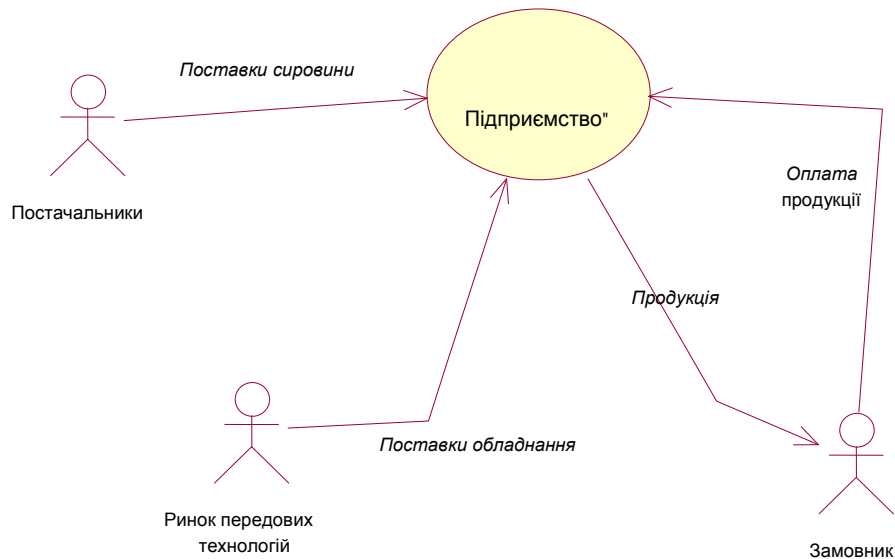 Поставки сировини
Підприємство"
Оплата
продукції
Постачальники
Продукція
Поставки обладнання
Ринок передових
технологій
Замовник